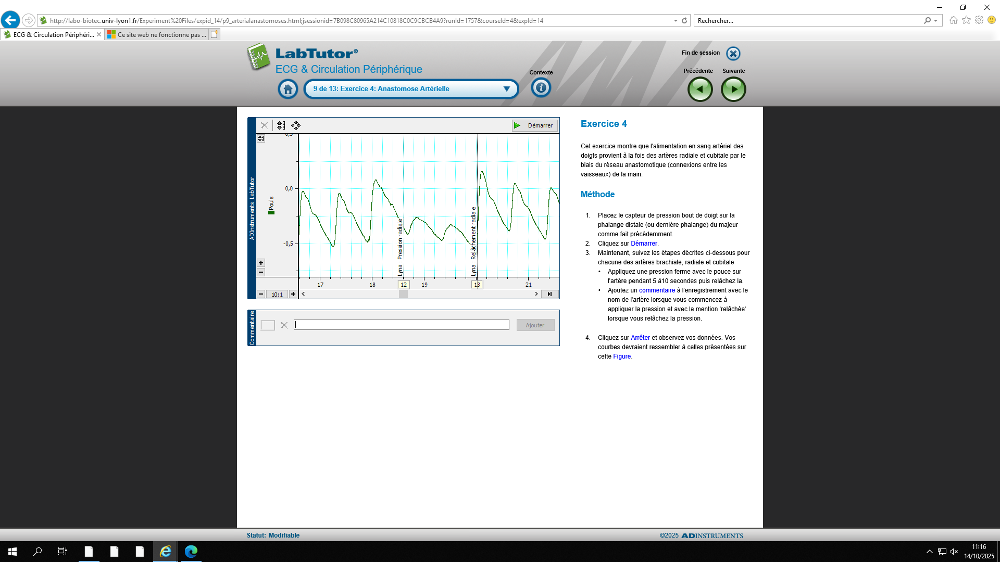 http://labo-biotec.univ-lyon1.fr/Experiment%20Files/expid_14/p9_arterialanastomoses.html;jsessionid=7B098C80965A214C10818C0C9CBCB4A9?runId=1757&courseId=4&expId=14
Rechercher...
ECG & Circulation Périphéri...
Ce site web ne fonctionne pas ...
LabTutor®
ECG & Circulation Périphérique
9 de 13: Exercice 4: Anastomose Artérielle
Contexte
Fin de session
Précédente
Suivante
Démarrer
ADInstruments LabTutor
Pouls
0,5
0,0
-0,5
Lyna : Pression radiale
Lyna : Relâchement radiale
17
18
12
19
13
21
10:1
Commentaire
Ajouter
Exercice 4
Cet exercice montre que l'alimentation en sang artériel des
doigts provient à la fois des artères radiale et cubitale par le
biais du réseau anastomotique (connexions entre les
vaisseaux) de la main.
Méthode
1. Placez le capteur de pression bout de doigt sur la
phalange distale (ou dernière phalange) du majeur
comme fait précédemment.
2. Cliquez sur Démarrer.
3. Maintenant, suivez les étapes décrites ci-dessous pour
chacune des artères brachiale, radiale et cubitale
• Appliquez une pression ferme avec le pouce sur
l'artère pendant 5 à10 secondes puis relâchez la.
• Ajoutez un commentaire à l'enregistrement avec le
nom de l'artère lorsque vous commencez à
appliquer la pression et avec la mention 'relâchée'
lorsque vous relâchez la pression.
4. Cliquez sur Arrêter et observez vos données. Vos
courbes devraient ressembler à celles présentées sur
cette Figure.
Statut: Modifiable
©2025 ADINSTRUMENTS
11:16
14/10/2025